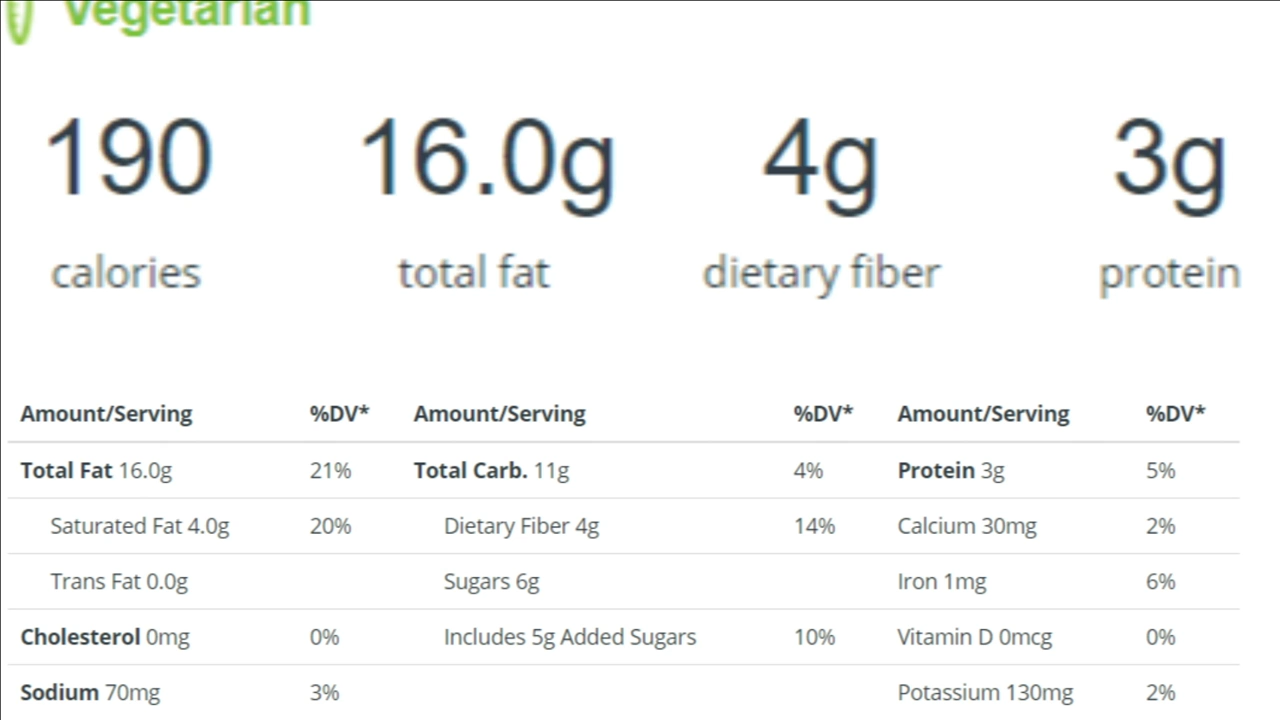 Vegetarian
190 16.0g 4g 3g
calories total fat dietary fiber protein
Amount/Serving %DV* Amount/Serving %DV* Amount/Serving %DV*
Total Fat 16.0g 21% Total Carb. 11g 4% Protein 3g 5%
Saturated Fat 4.0g 20% Dietary Fiber 4g 14% Calcium 30mg 2%
Trans Fat 0.0g Sugars 6g Iron 1mg 6%
Cholesterol 0mg 0% Includes 5g Added Sugars 10% Vitamin D 0mcg 0%
Sodium 70mg 3% Potassium 130mg 2%